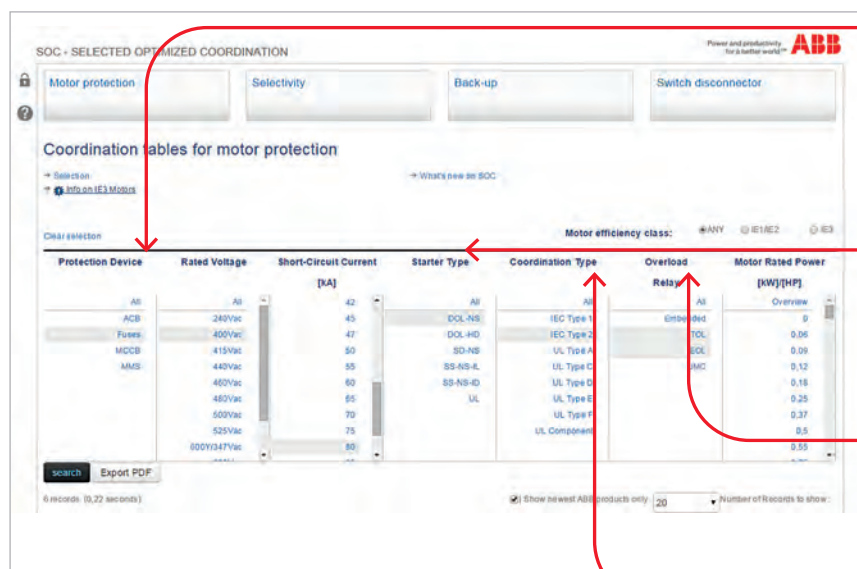 Power and productivity
for a better world™
ABB
SOC - SELECTED OPTIMIZED COORDINATION
Motor protection
Selectivity
Back-up
Switch disconnector
Coordination tables for motor protection
→ Selection
→ What's new on SOC
→ Info on IE3 Motors
Clear selection
Motor efficiency class: ANY IE1/IE2 IE3
Protection Device Rated Voltage Short-Circuit Current Starter Type Coordination Type Overload Motor Rated Power
[kA] Relay [kW]/[HP]
All All 42 All All All Overview
ACB 240Vac 45 DOL-NS IEC Type 1 Embedded 0
Fuses 400Vac 47 DOL-HD IEC Type 2 TOL 0,06
MCCB 415Vac 50 SD-NS UL Type A EOL 0,09
MMS 440Vac 55 SS-NS-IL UL Type C UMC 0,12
460Vac 60 SS-NS-ID UL Type D 0,18
480Vac 65 UL UL Type E 0,25
500Vac 70 UL Type F 0,37
525Vac 75 UL Component 0,5
600Y/347Vac 80 0,55
search Export PDF
6 records (0,22 seconds)
Show newest ABB products only 20 Number of Records to show: